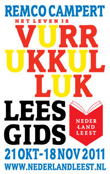 REMCO CAMPERT
HET LEVEN IS
VURR
UKKUL
LUK
LEES
GIDS
NEDER
LAND
LEEST
21 OKT - 18 NOV 2011
WWW.NEDERLANDLEEST.NL